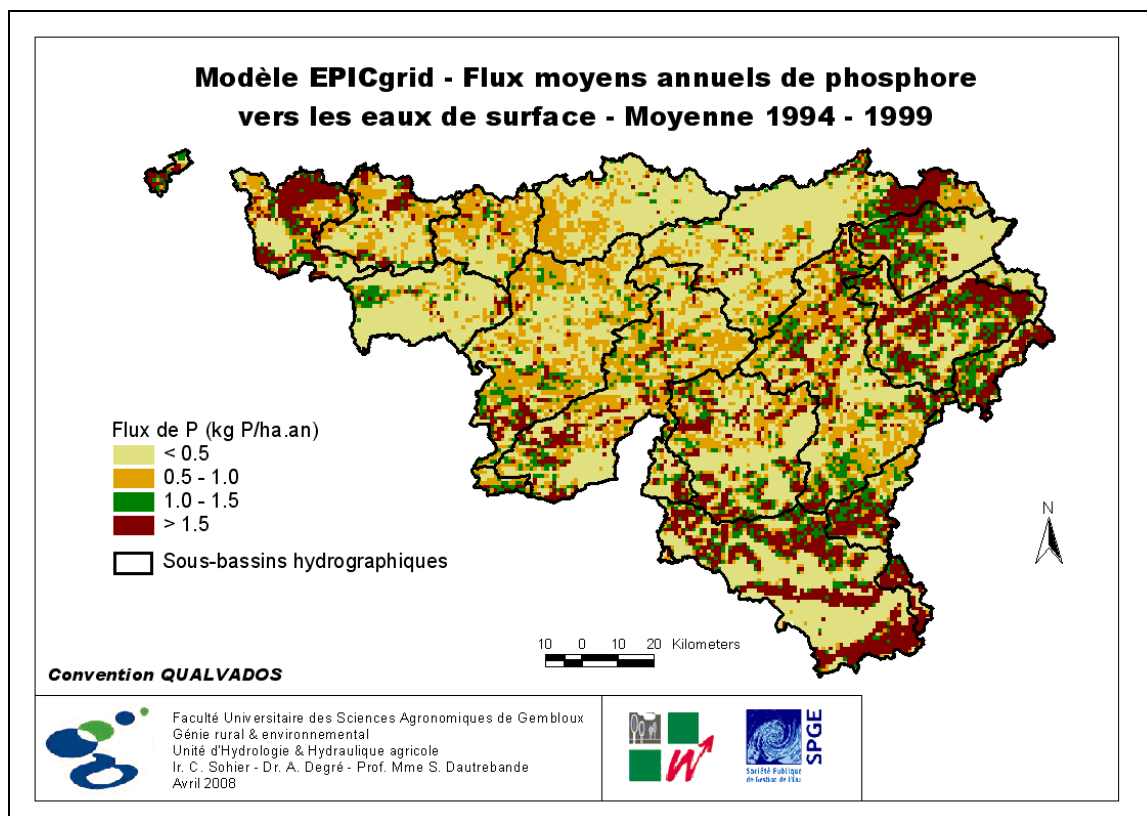 Modèle EPICgrid - Flux moyens annuels de phosphore
vers les eaux de surface - Moyenne 1994 - 1999
Flux de P (kg P/ha.an)
< 0.5
0.5 - 1.0
1.0 - 1.5
> 1.5
Sous-bassins hydrographiques
N
10 0 10 20 Kilometers
Convention QUALVADOS
Faculté Universitaire des Sciences Agronomiques de Gembloux
Génie rural & environnemental
Unité d'Hydrologie & Hydraulique agricole
Ir. C. Sohier - Dr. A. Degré - Prof. Mme S. Dautrebande
Avril 2008
W
SPGE
Société Publique
de Gestion de l'Eau